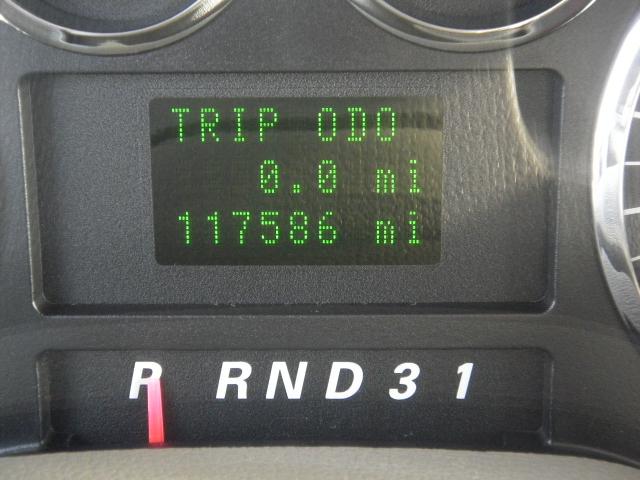 TRIP ODO
0.0 mi
117586 mi
P RND31